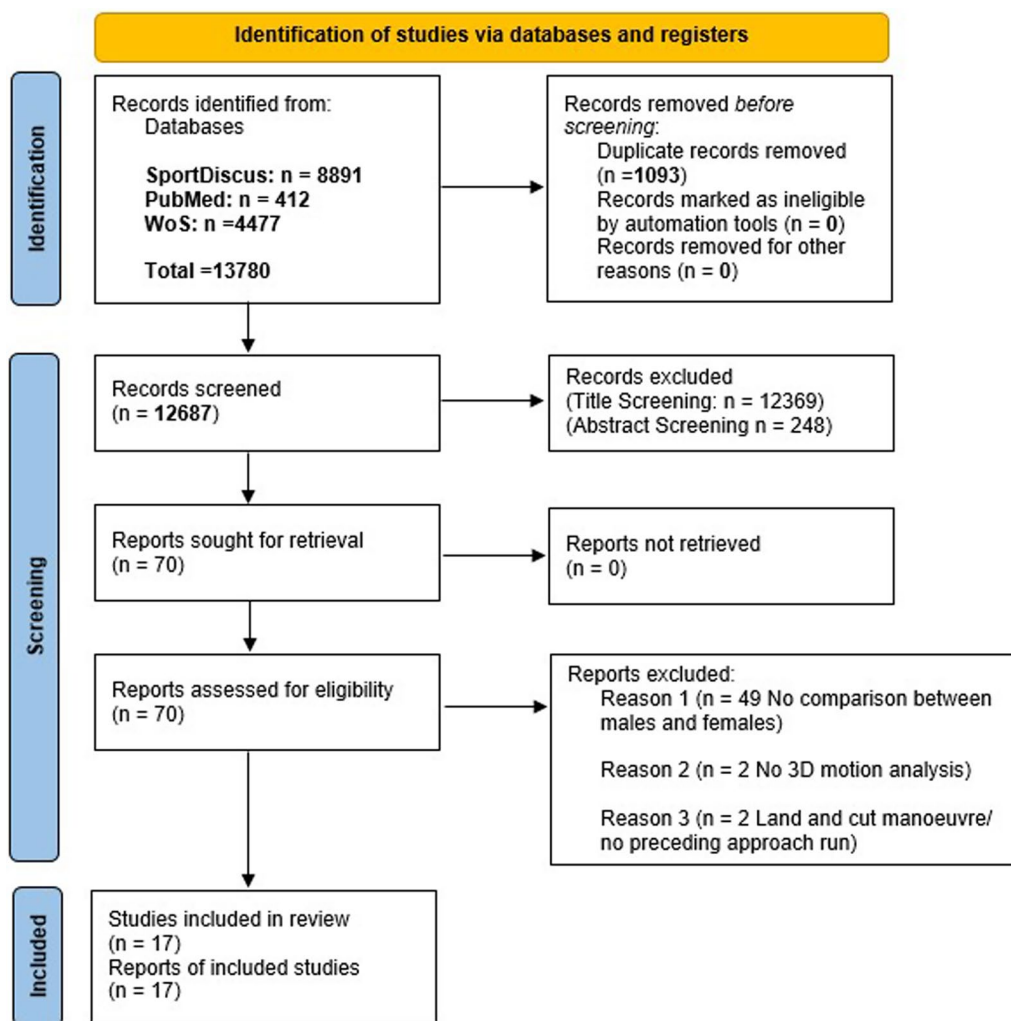 Identification of studies via databases and registers
Identification
Records identified from:
Databases
SportDiscus: n = 8891
PubMed: n = 412
WoS: n =4477
Total =13780
Records removed before
screening:
Duplicate records removed
(n =1093)
Records marked as ineligible
by automation tools (n = 0)
Records removed for other
reasons (n = 0)
Screening
Records screened
(n = 12687)
Records excluded
(Title Screening: n = 12369)
(Abstract Screening n = 248)
Reports sought for retrieval
(n = 70)
Reports not retrieved
(n = 0)
Reports assessed for eligibility
(n = 70)
Reports excluded:
Reason 1 (n = 49 No comparison between
males and females)
Reason 2 (n = 2 No 3D motion analysis)
Reason 3 (n = 2 Land and cut manoeuvre/
no preceding approach run)
Included
Studies included in review
(n = 17)
Reports of included studies
(n = 17)